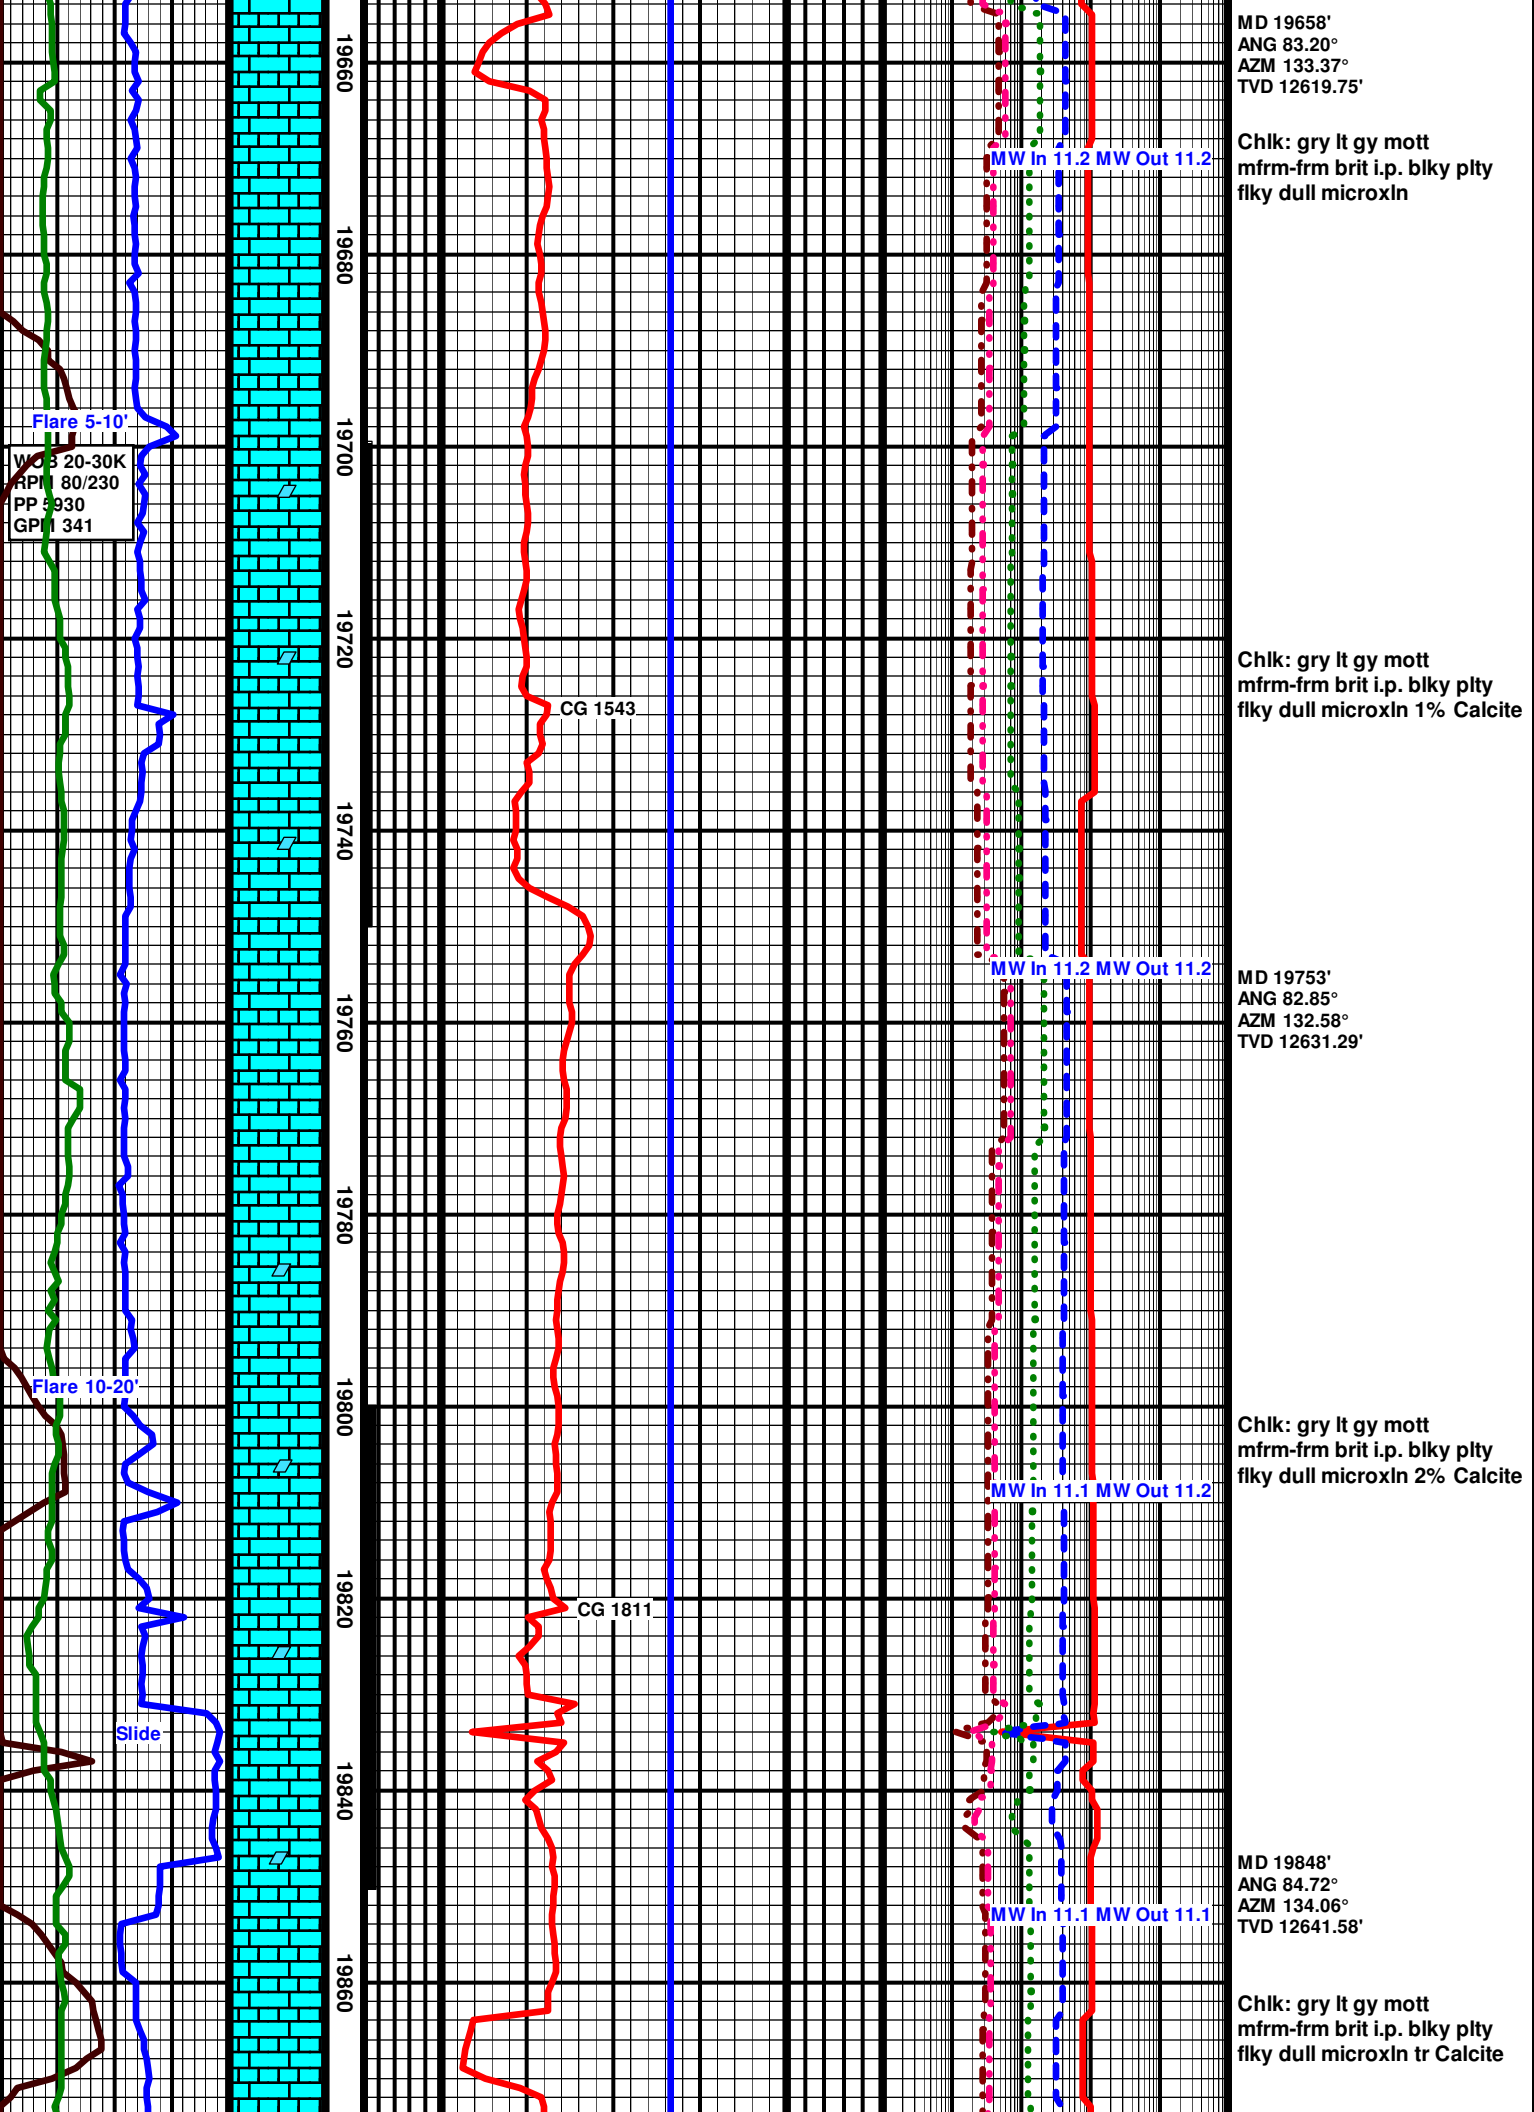 MD 19658'
ANG 83.20°
AZM 133.37°
TVD 12619.75'
19660
Chlk: gry lt gy mott
mfrm-frm brit i.p. blky plty
flky dull microxln
MW In 11.2 MW Out 11.2
19680
Flare 5-10'
19700
WOB 20-30K
RPM 80/230
PP 5930
GPM 341
19720
Chlk: gry lt gy mott
mfrm-frm brit i.p. blky plty
flky dull microxln 1% Calcite
CG 1543
19740
MW In 11.2 MW Out 11.2
MD 19753'
ANG 82.85°
AZM 132.58°
TVD 12631.29'
19760
19780
Flare 10-20'
19800
Chlk: gry lt gy mott
mfrm-frm brit i.p. blky plty
flky dull microxln 2% Calcite
MW In 11.1 MW Out 11.2
19820
CG 1811
Slide
19840
MD 19848'
ANG 84.72°
AZM 134.06°
TVD 12641.58'
MW In 11.1 MW Out 11.1
19860
Chlk: gry lt gy mott
mfrm-frm brit i.p. blky plty
flky dull microxln tr Calcite